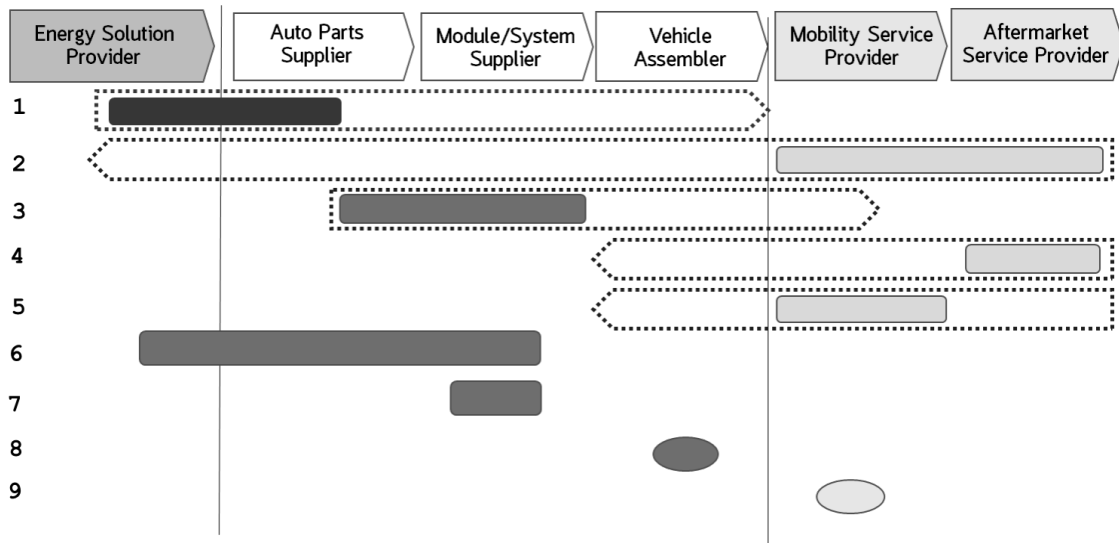 Energy Solution
Provider
Auto Parts
Supplier
Module/System
Supplier
Vehicle
Assembler
Mobility Service
Provider
Aftermarket
Service Provider
1
2
3
4
5
6
7
8
9